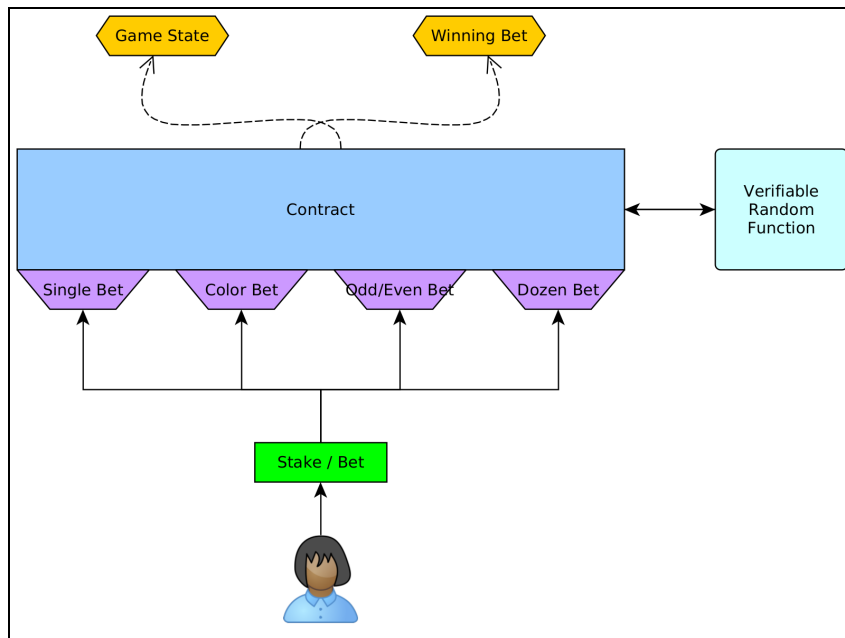 Game State
Winning Bet
Contract
Verifiable
Random
Function
Single Bet
Color Bet
Odd/Even Bet
Dozen Bet
Stake / Bet